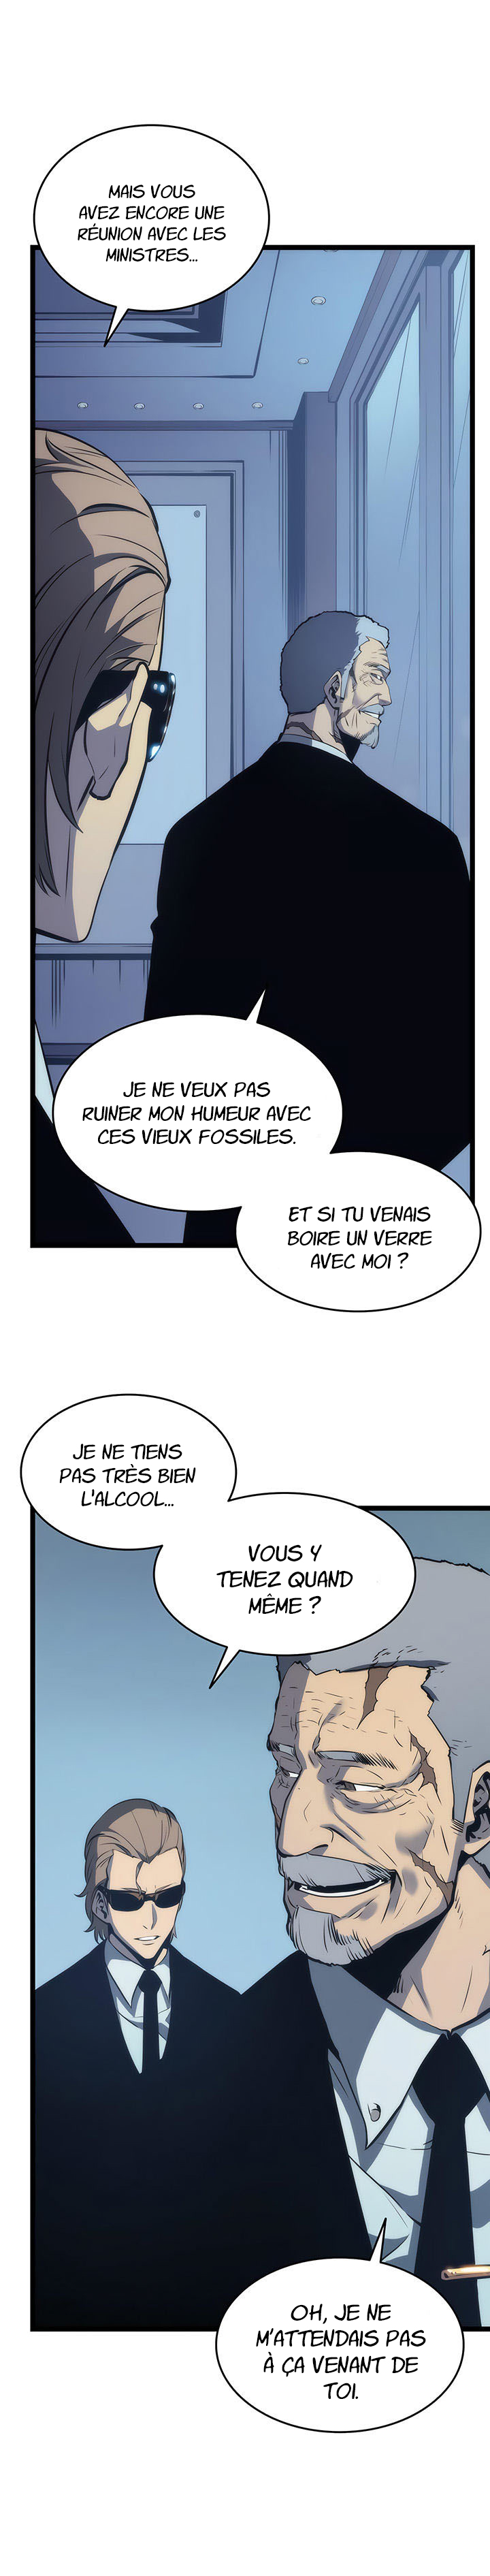 MAIS VOUS
AVEZ ENCORE UNE
RÉUNION AVEC LES
MINISTRES...
JE NE VEUX PAS
RUINER MON HUMEUR AVEC
CES VIEUX FOSSILES.
ET SI TU VENAIS
BOIRE UN VERRE
AVEC MOI ?
JE NE TIENS
PAS TRÈS BIEN
L'ALCOOL...
VOUS Y
TENEZ QUAND
MÊME ?
OH, JE NE
M'ATTENDAIS PAS
À ÇA VENANT DE
TOI.